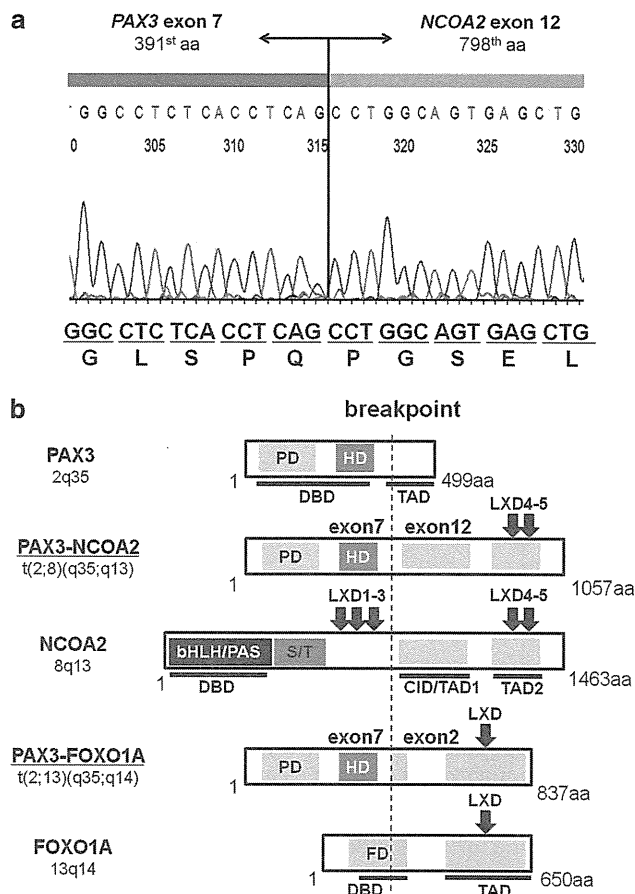 a
PAX3 exon 7
NCOA2 exon 12
391st aa
798th aa
G G C C T C T C A C C T C A G C C T G G C A G T G A G C T G
0 305 310 315 320 325 330
GGC CTC TCA CCT CAG CCT GGC AGT GAG CTG
G L S P Q P G S E L
b
breakpoint
PAX3
2q35
PD HD
1 499aa
DBD TAD
LXD4-5
exon7 exon12
PAX3-NCOA2
t(2;8)(q35;q13)
PD HD
1 1057aa
LXD1-3 LXD4-5
NCOA2
8q13
bHLH/PAS S/T
1 1463aa
DBD CID/TAD1 TAD2
LXD
exon7 exon2
PAX3-FOXO1A
t(2;13)(q35;q14)
PD HD
1 837aa
LXD
FOXO1A
13q14
FD
1 650aa
DBD TAD